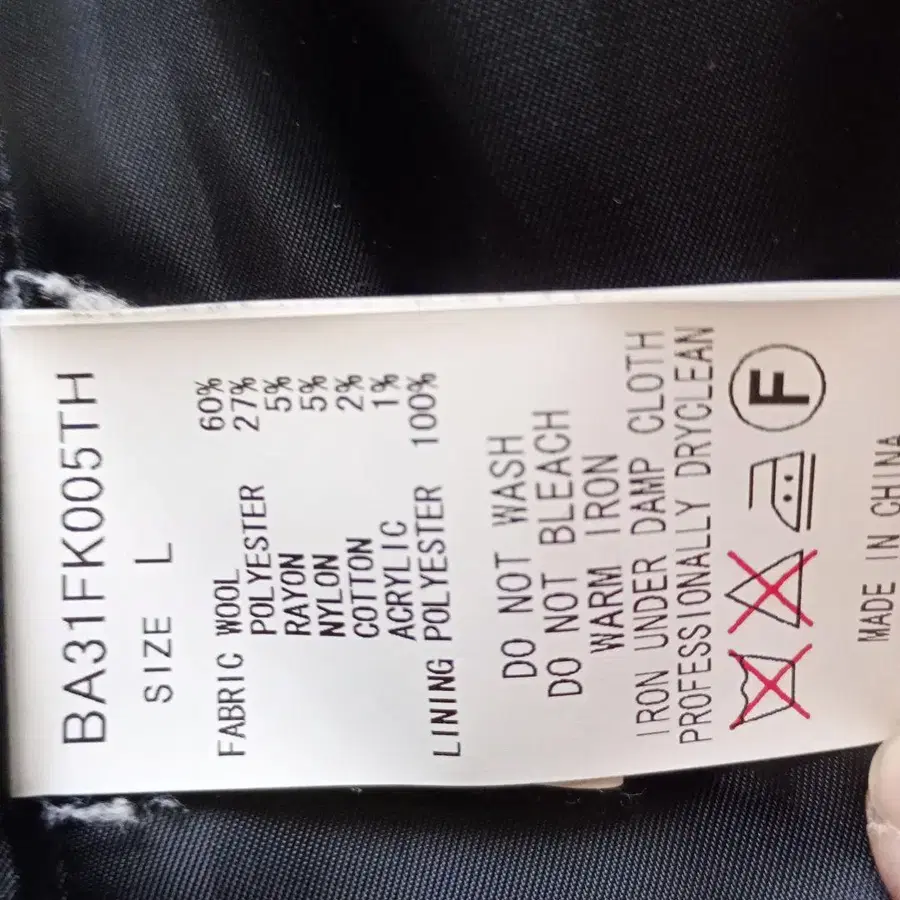 BA31FK005TH
SIZE L
FABRIC WOOL 60%
POLYESTER 27%
RAYON 5%
NYLON 5%
COTTON 2%
ACRYLIC 1%
LINING POLYESTER 100%
DO NOT WASH
DO NOT BLEACH
WARM IRON
IRON UNDER DAMP CLOTH
PROFESSIONALLY DRYCLEAN
F
MADE IN CHINA